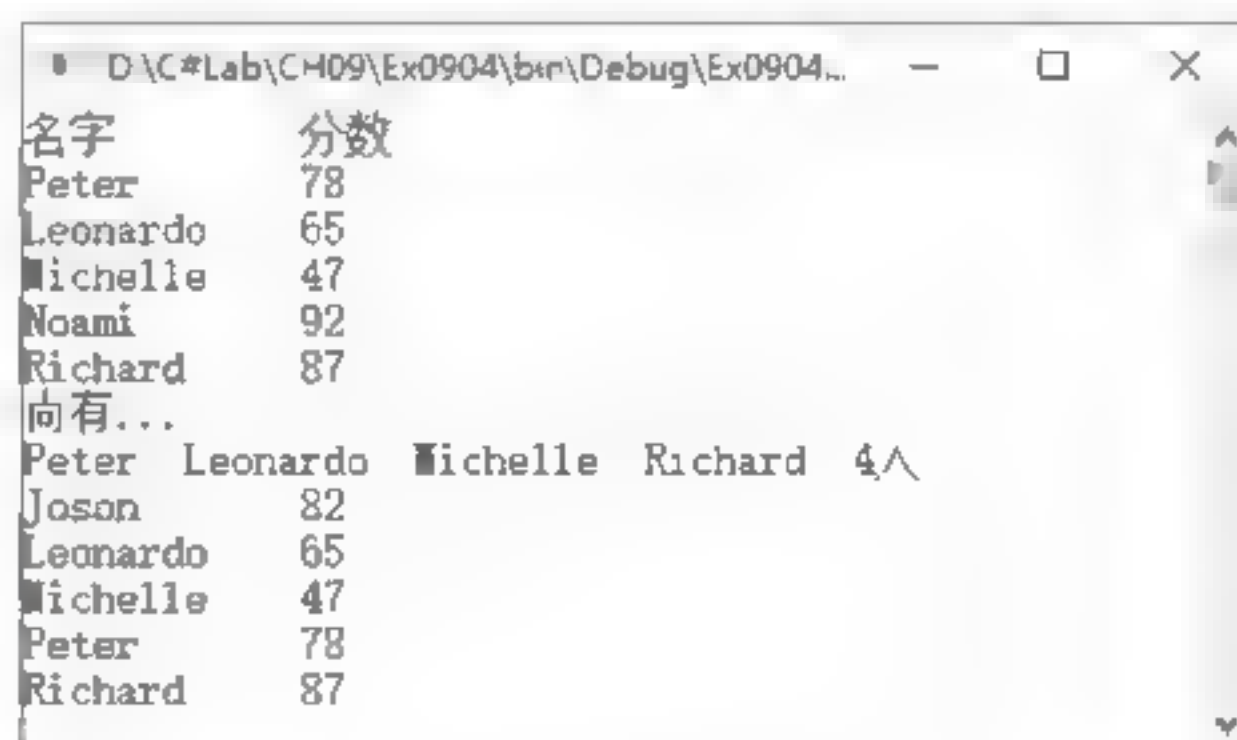 D:\C#Lab\CH09\Ex0904\bin\Debug\Ex0904...
名字 分数
Peter 78
Leonardo 65
Michelle 47
Noami 92
Richard 87
尚有...
Peter Leonardo Michelle Richard 4人
Joson 82
Leonardo 65
Michelle 47
Peter 78
Richard 87